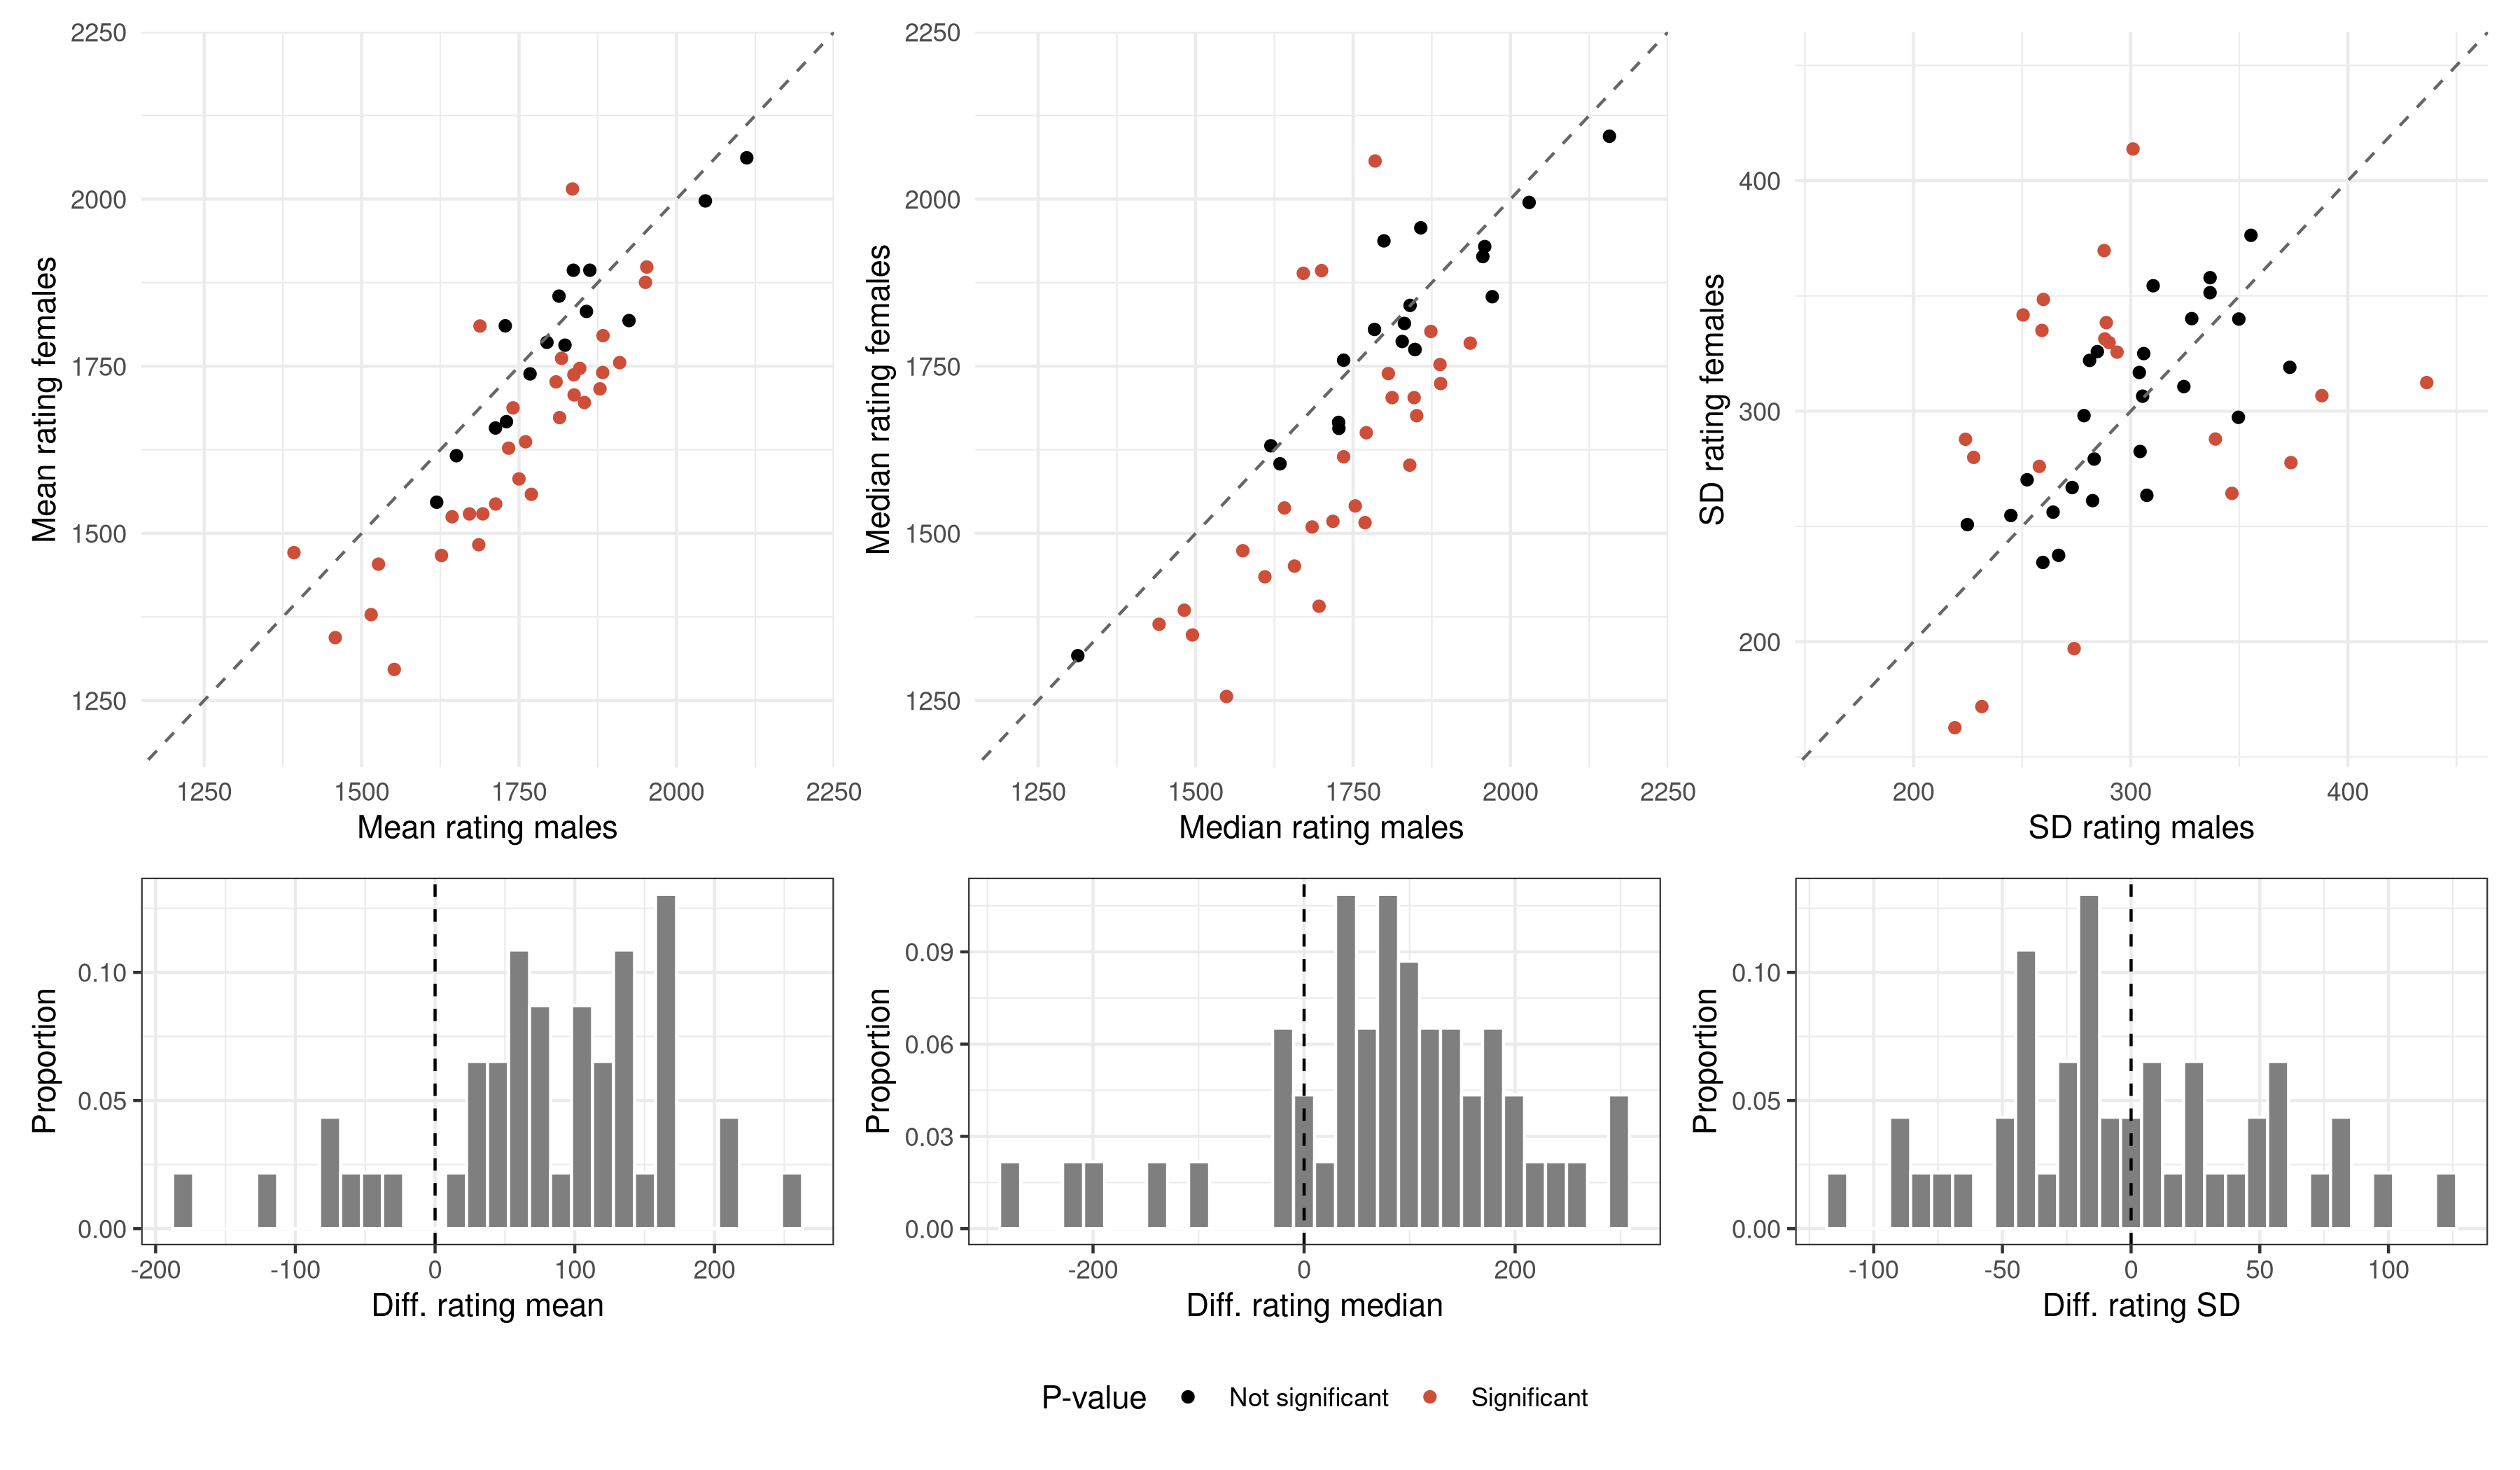 2250
2000
1750
1500
1250
Mean rating females
1250 1500 1750 2000 2250
Mean rating males
2250
2000
1750
1500
1250
Median rating females
1250 1500 1750 2000 2250
Median rating males
400
300
200
SD rating females
200 300 400
SD rating males
0.10
0.05
0.00
Proportion
-200 -100 0 100 200
Diff. rating mean
0.09
0.06
0.03
0.00
Proportion
-200 0 200
Diff. rating median
0.10
0.05
0.00
Proportion
-100 -50 0 50 100
Diff. rating SD
P-value Not significant Significant